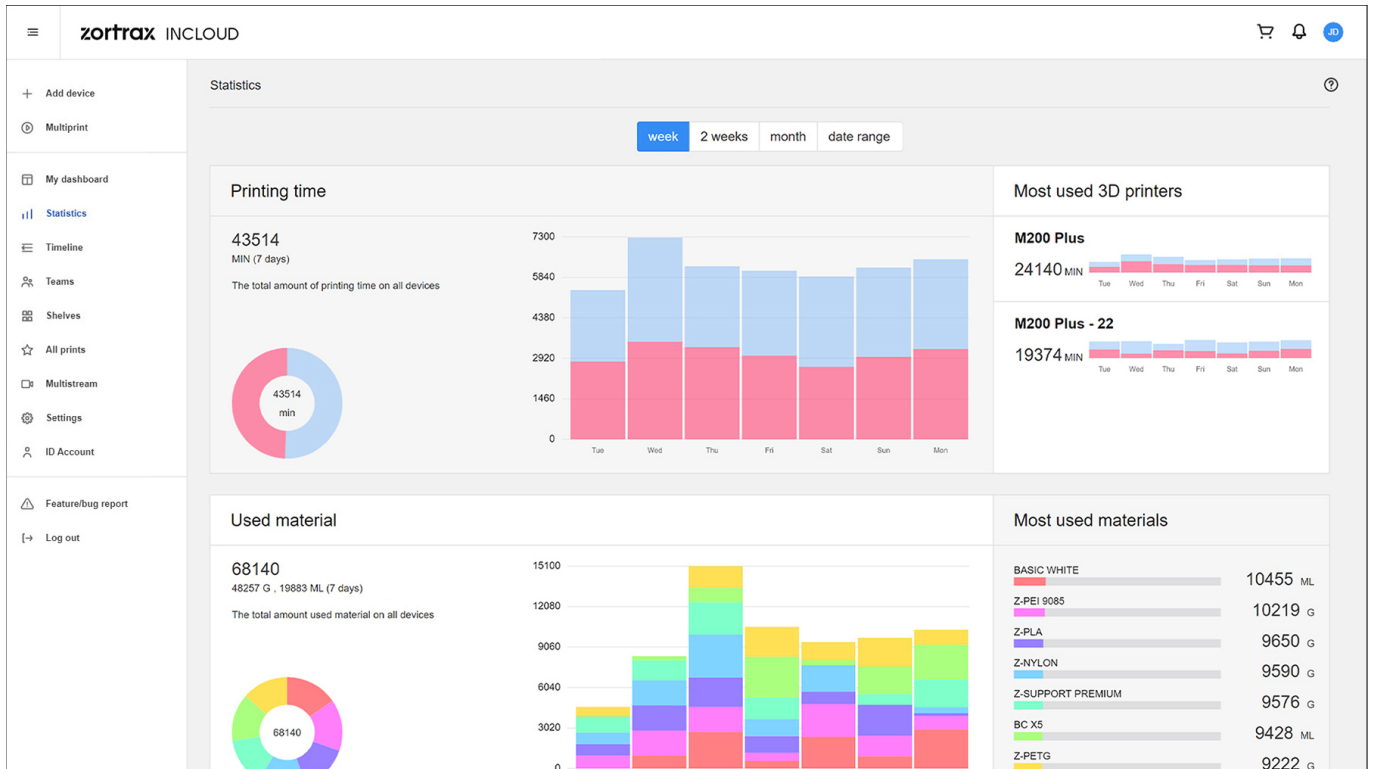 zortrax INCLOUD
JD
Add device
Multiprint
My dashboard
Statistics
Timeline
Teams
Shelves
All prints
Multistream
Settings
ID Account
Feature/bug report
Log out
Statistics
week 2 weeks month date range
Printing time
43514
MIN (7 days)
The total amount of printing time on all devices
43514
min
7300
5840
4380
2920
1460
0
Tue Wed Thu Fri Sat Sun Mon
Most used 3D printers
M200 Plus
24140 MIN
Tue Wed Thu Fri Sat Sun Mon
M200 Plus - 22
19374 MIN
Tue Wed Thu Fri Sat Sun Mon
Used material
68140
48257 G , 19883 ML (7 days)
The total amount used material on all devices
68140
15100
12080
9060
6040
3020
0
Most used materials
BASIC WHITE
10455 ML
Z-PEI 9085
10219 G
Z-PLA
9650 G
Z-NYLON
9590 G
Z-SUPPORT PREMIUM
9576 G
BC X5
9428 ML
Z-PETG
9222 G